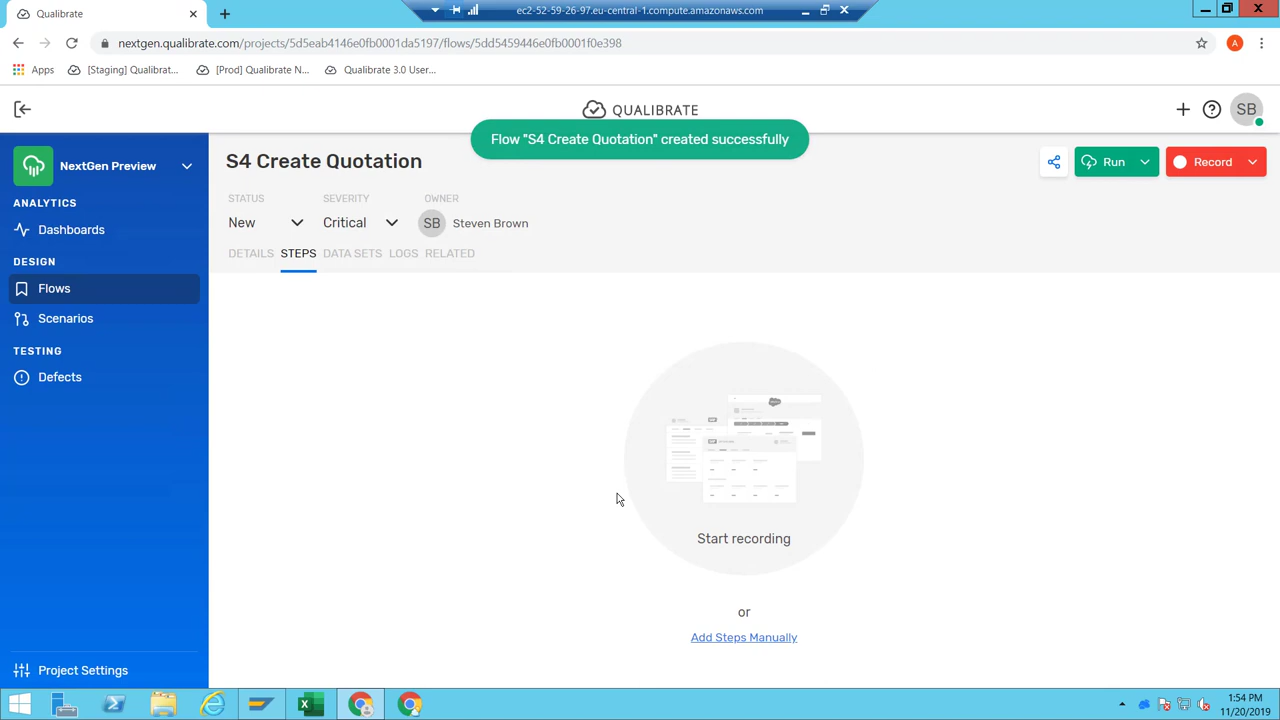 Qualibrate
ec2-52-59-26-97.eu-central-1.compute.amazonaws.com
nextgen.qualibrate.com/projects/5d5eab4146e0fb0001da5197/flows/5dd5459446e0fb0001f0e398
A
Apps
[Staging] Qualibrat...
[Prod] Qualibrate N...
Qualibrate 3.0 User...
QUALIBRATE
SB
Flow "S4 Create Quotation" created successfully
NextGen Preview
S4 Create Quotation
Run
Record
ANALYTICS
Dashboards
DESIGN
Flows
Scenarios
TESTING
Defects
STATUS
SEVERITY
OWNER
New
Critical
SB
Steven Brown
DETAILS
STEPS
DATA SETS
LOGS
RELATED
Start recording
or
Add Steps Manually
Project Settings
1:54 PM
11/20/2019